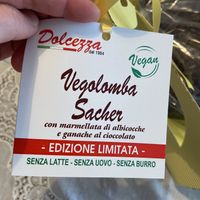 Dolcezza
dal 1984
Vegan
Vegolomba
Sacher
con marmellata di albicocche
e ganache al cioccolato
- EDIZIONE LIMITATA -
SENZA LATTE - SENZA UOVO - SENZA BURRO